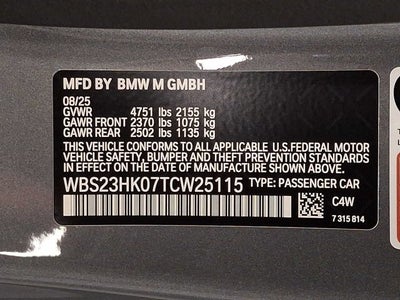 MFD BY BMW M GMBH
08/25
GVWR 4751 lbs 2155 kg
GAWR FRONT 2370 lbs 1075 kg
GAWR REAR 2502 lbs 1135 kg
THIS VEHICLE CONFORMS TO ALL APPLICABLE U.S.FEDERAL MOTOR
VEHICLE SAFETY, BUMPER, AND THEFT PREVENTION STANDARDS
IN EFFECT ON THE DATE OF MANUFACTURE SHOWN ABOVE.
WBS23HK07TCW25115 TYPE: PASSENGER CAR
C4W
7 315 814